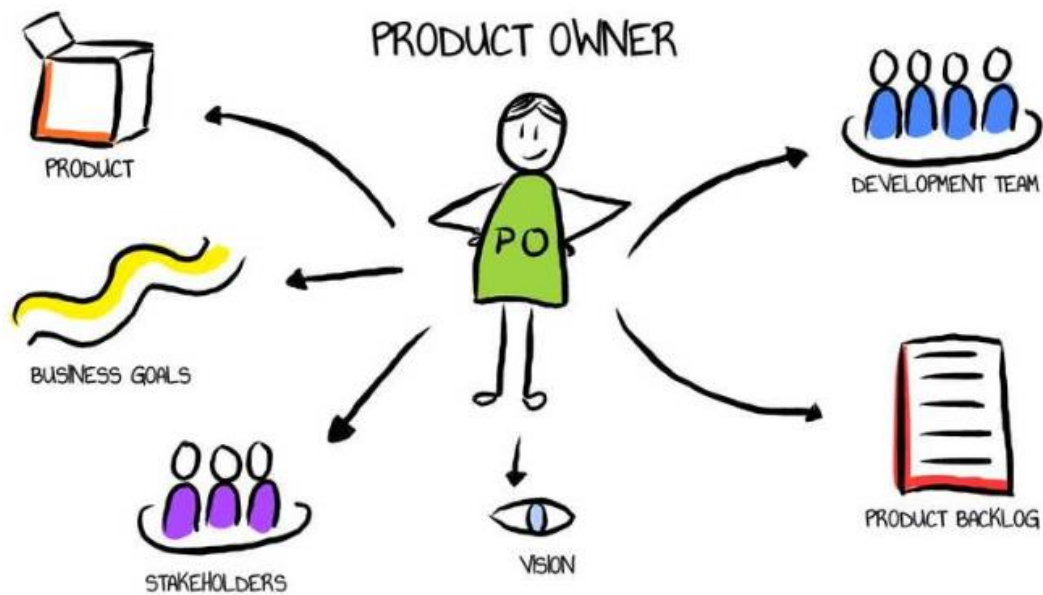 PRODUCT OWNER
PRODUCT
DEVELOPMENT TEAM
PO
BUSINESS GOALS
PRODUCT BACKLOG
VISION
STAKEHOLDERS